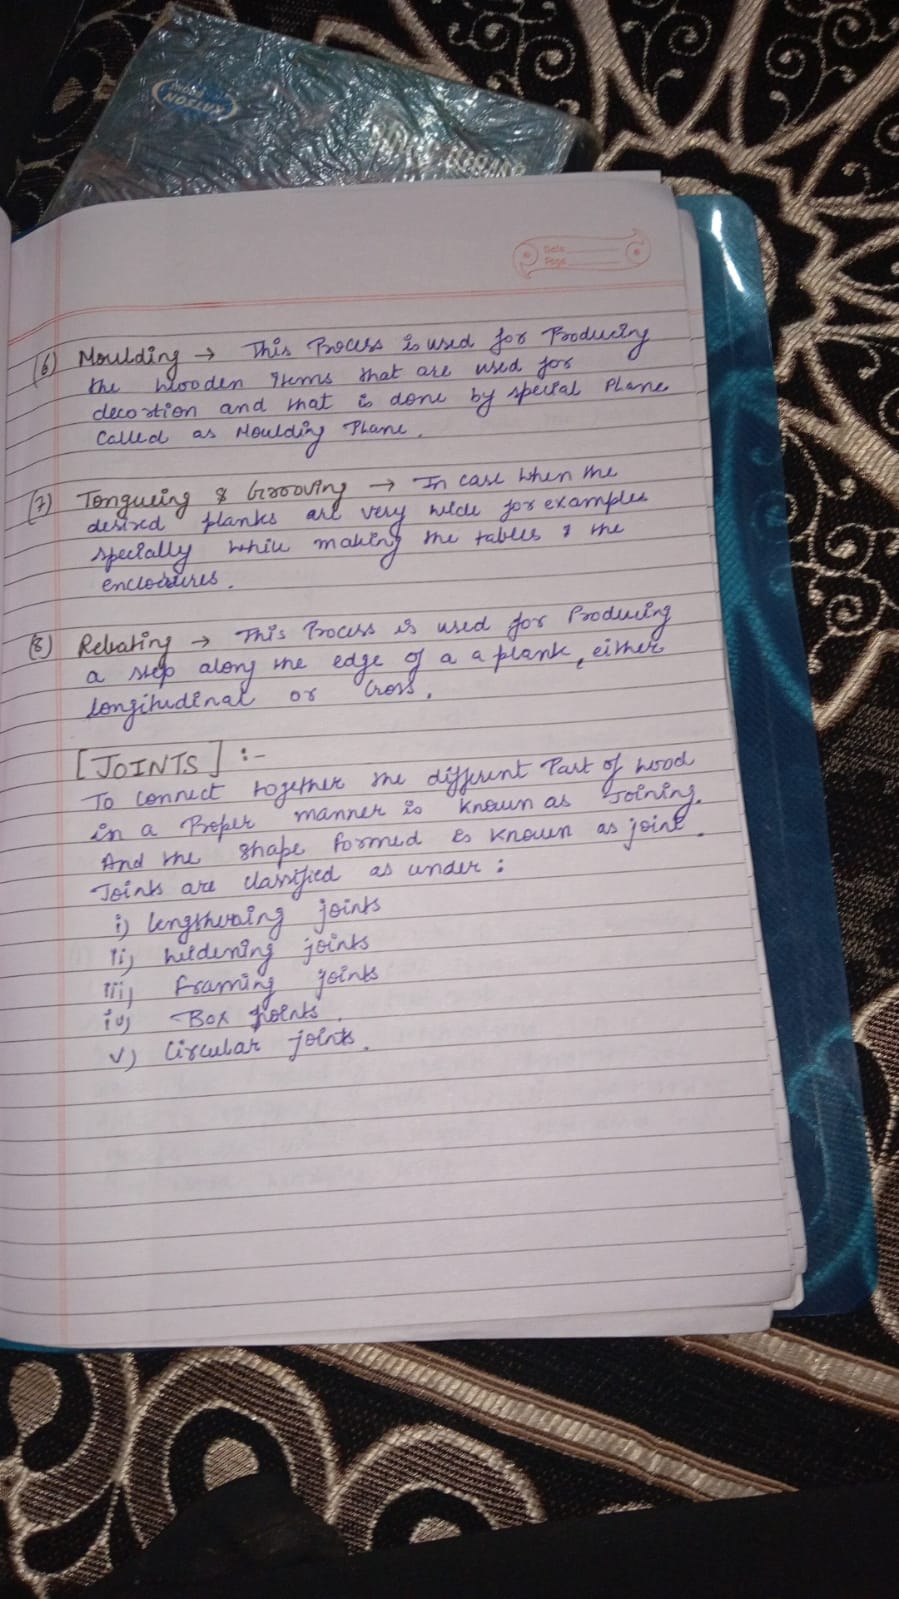 WATSON
Date
Page
(6) Moulding → This Process is used for Producing
the wooden items that are used for
decortion and that is done by special Plane
Called as Moulding Plane.
(7) Tongueing & Grooving → In case when the
desired planks are very wide for examples
specially while making the tables & the
enclosures.
(8) Rebating → This Process is used for Producing
a step along the edge of a a plank, either
longitudinal or Cross.
[JOINTS] :-
To connect together the different Part of wood
in a Proper manner is known as Joining.
And the shape formed is known as joint.
Joints are classified as under :
i) lengthening joints
ii) widening joints
iii) framing joints
iv) Box joints.
v) Circular joints.